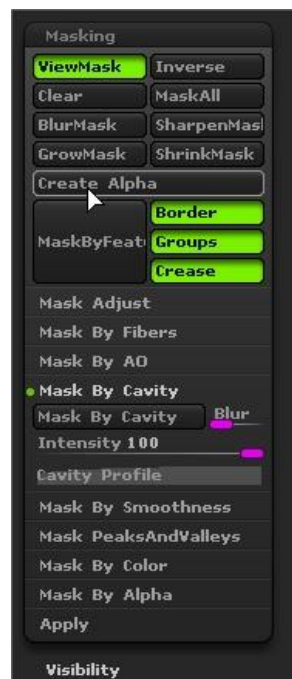 Masking
ViewMask Inverse
Clear MaskAll
BlurMask SharpenMas
GrowMask ShrinkMask
Create Alpha
Border
MaskByFeat Groups
Crease
Mask Adjust
Mask By Fibers
Mask By AO
Mask By Cavity
Mask By Cavity Blur
Intensity 100
Cavity Profile
Mask By Smoothness
Mask PeaksAndValleys
Mask By Color
Mask By Alpha
Apply
Visibility